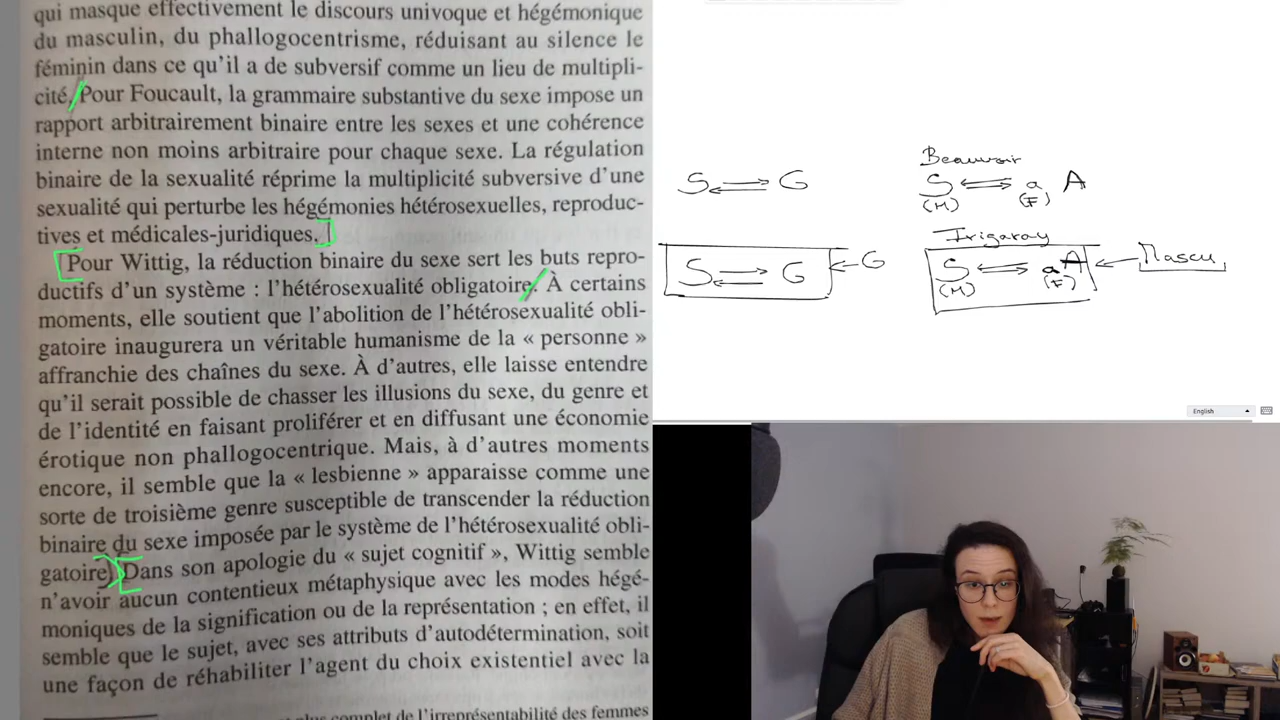 qui masque effectivement le discours univoque et hégémonique
du masculin, du phallogocentrisme, réduisant au silence le
féminin dans ce qu'il a de subversif comme un lieu de multipli-
cité. Pour Foucault, la grammaire substantive du sexe impose un
rapport arbitrairement binaire entre les sexes et une cohérence
interne non moins arbitraire pour chaque sexe. La régulation
binaire de la sexualité réprime la multiplicité subversive d'une
sexualité qui perturbe les hégémonies hétérosexuelles, reproduc-
tives et médicales-juridiques.
Pour Wittig, la réduction binaire du sexe sert les buts repro-
ductifs d'un système : l'hétérosexualité obligatoire. À certains
moments, elle soutient que l'abolition de l'hétérosexualité obli-
gatoire inaugurera un véritable humanisme de la « personne »
affranchie des chaînes du sexe. À d'autres, elle laisse entendre
qu'il serait possible de chasser les illusions du sexe, du genre et
de l'identité en faisant proliférer et en diffusant une économie
érotique non phallogocentrique. Mais, à d'autres moments
encore, il semble que la « lesbienne » apparaisse comme une
sorte de troisième genre susceptible de transcender la réduction
binaire du sexe imposée par le système de l'hétérosexualité obli-
gatoire. Dans son apologie du « sujet cognitif », Wittig semble
n'avoir aucun contentieux métaphysique avec les modes hégé-
moniques de la signification ou de la représentation ; en effet, il
semble que le sujet, avec ses attributs d'autodétermination, soit
une façon de réhabiliter l'agent du choix existentiel avec la
plus complet de l'irreprésentabilité des femmes
S G
S G G
Beauvoir
S a A
(M) (F)
Irigaray
S a A Mascu
(M) (F)
English